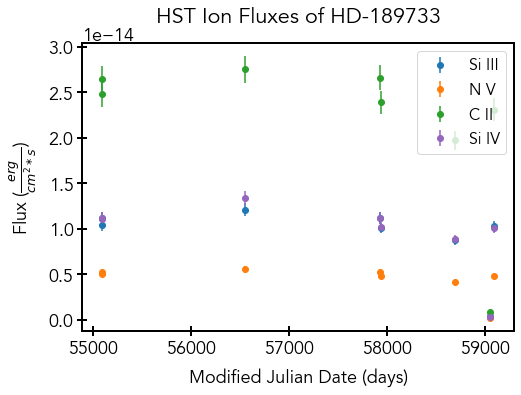 HST Ion Fluxes of HD-189733
1e−14
3.0
2.5
2.0
1.5
1.0
0.5
0.0
Flux (erg/cm²*s)
Si III
N V
C II
Si IV
55000 56000 57000 58000 59000
Modified Julian Date (days)